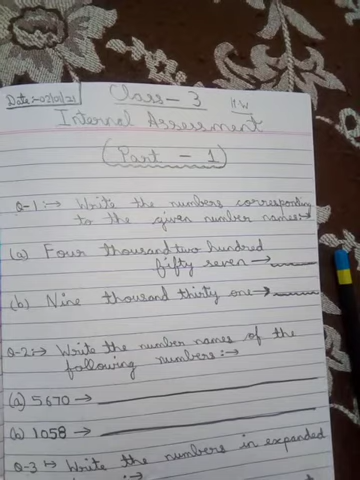 Date:-07/01/21
Class - 3
H.W
Internal Assessment
(Part - 1)
Q-1:→ Write the numbers corresponding
to the given number names→
(a) Four thousand two hundred
fifty seven →
(b) Nine thousand thirty one →
Q-2:→ Write the number names of the
following numbers:→
(a) 5670 →
(b) 1058 →
Q-3 → Write the numbers in expanded